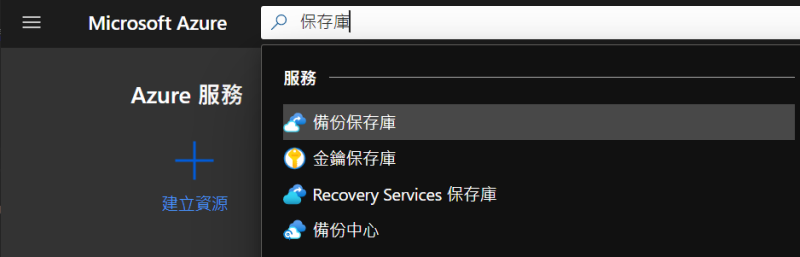 Microsoft Azure
保存庫
Azure 服務
建立資源
服務
備份保存庫
金鑰保存庫
Recovery Services 保存庫
備份中心